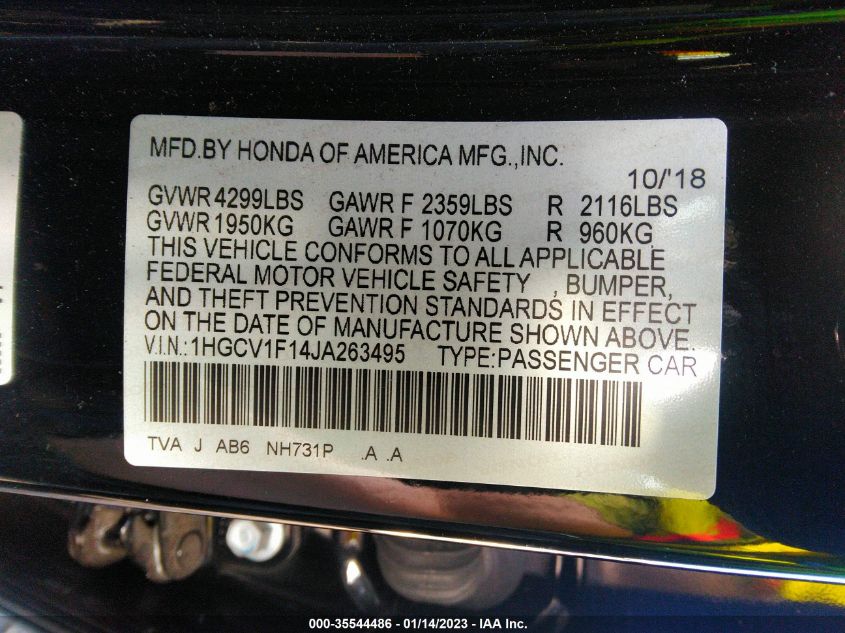 MFD.BY HONDA OF AMERICA MFG.,INC.
10/'18
GVWR 4299LBS GAWR F 2359LBS R 2116LBS
GVWR 1950KG GAWR F 1070KG R 960KG
THIS VEHICLE CONFORMS TO ALL APPLICABLE
FEDERAL MOTOR VEHICLE SAFETY , BUMPER,
AND THEFT PREVENTION STANDARDS IN EFFECT
ON THE DATE OF MANUFACTURE SHOWN ABOVE.
V.I.N.:1HGCV1F14JA263495 TYPE:PASSENGER CAR
TVA J AB6 NH731P .A .A
000-35544486 - 01/14/2023 - IAA Inc.